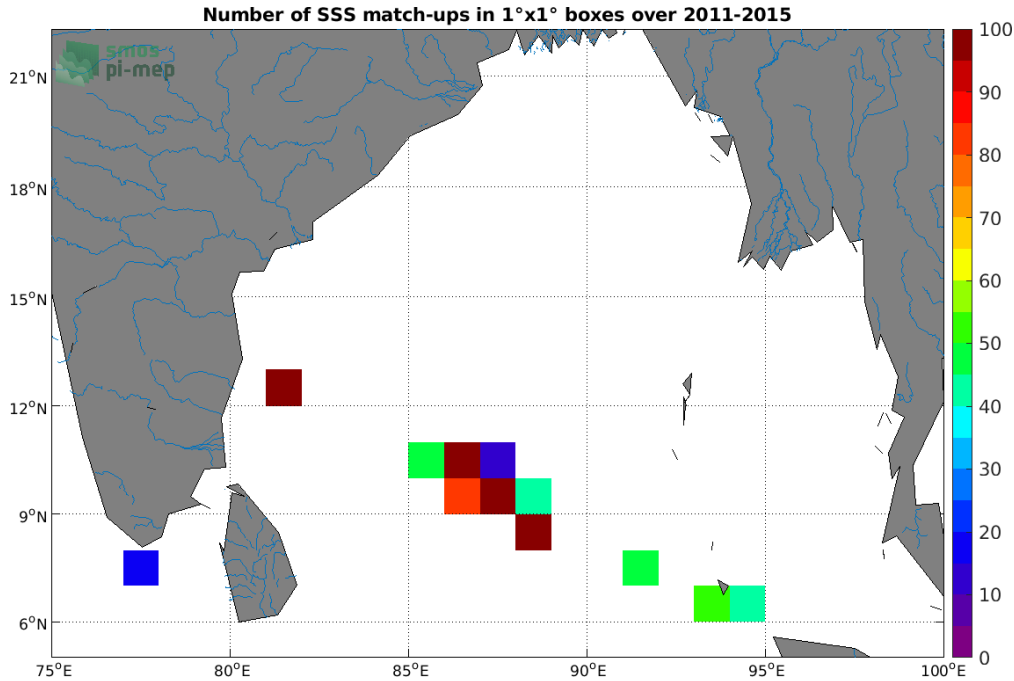 Number of SSS match-ups in 1°x1° boxes over 2011-2015
smos
pi-mep
21°N
18°N
15°N
12°N
9°N
6°N
75°E 80°E 85°E 90°E 95°E 100°E
100
90
80
70
60
50
40
30
20
10
0